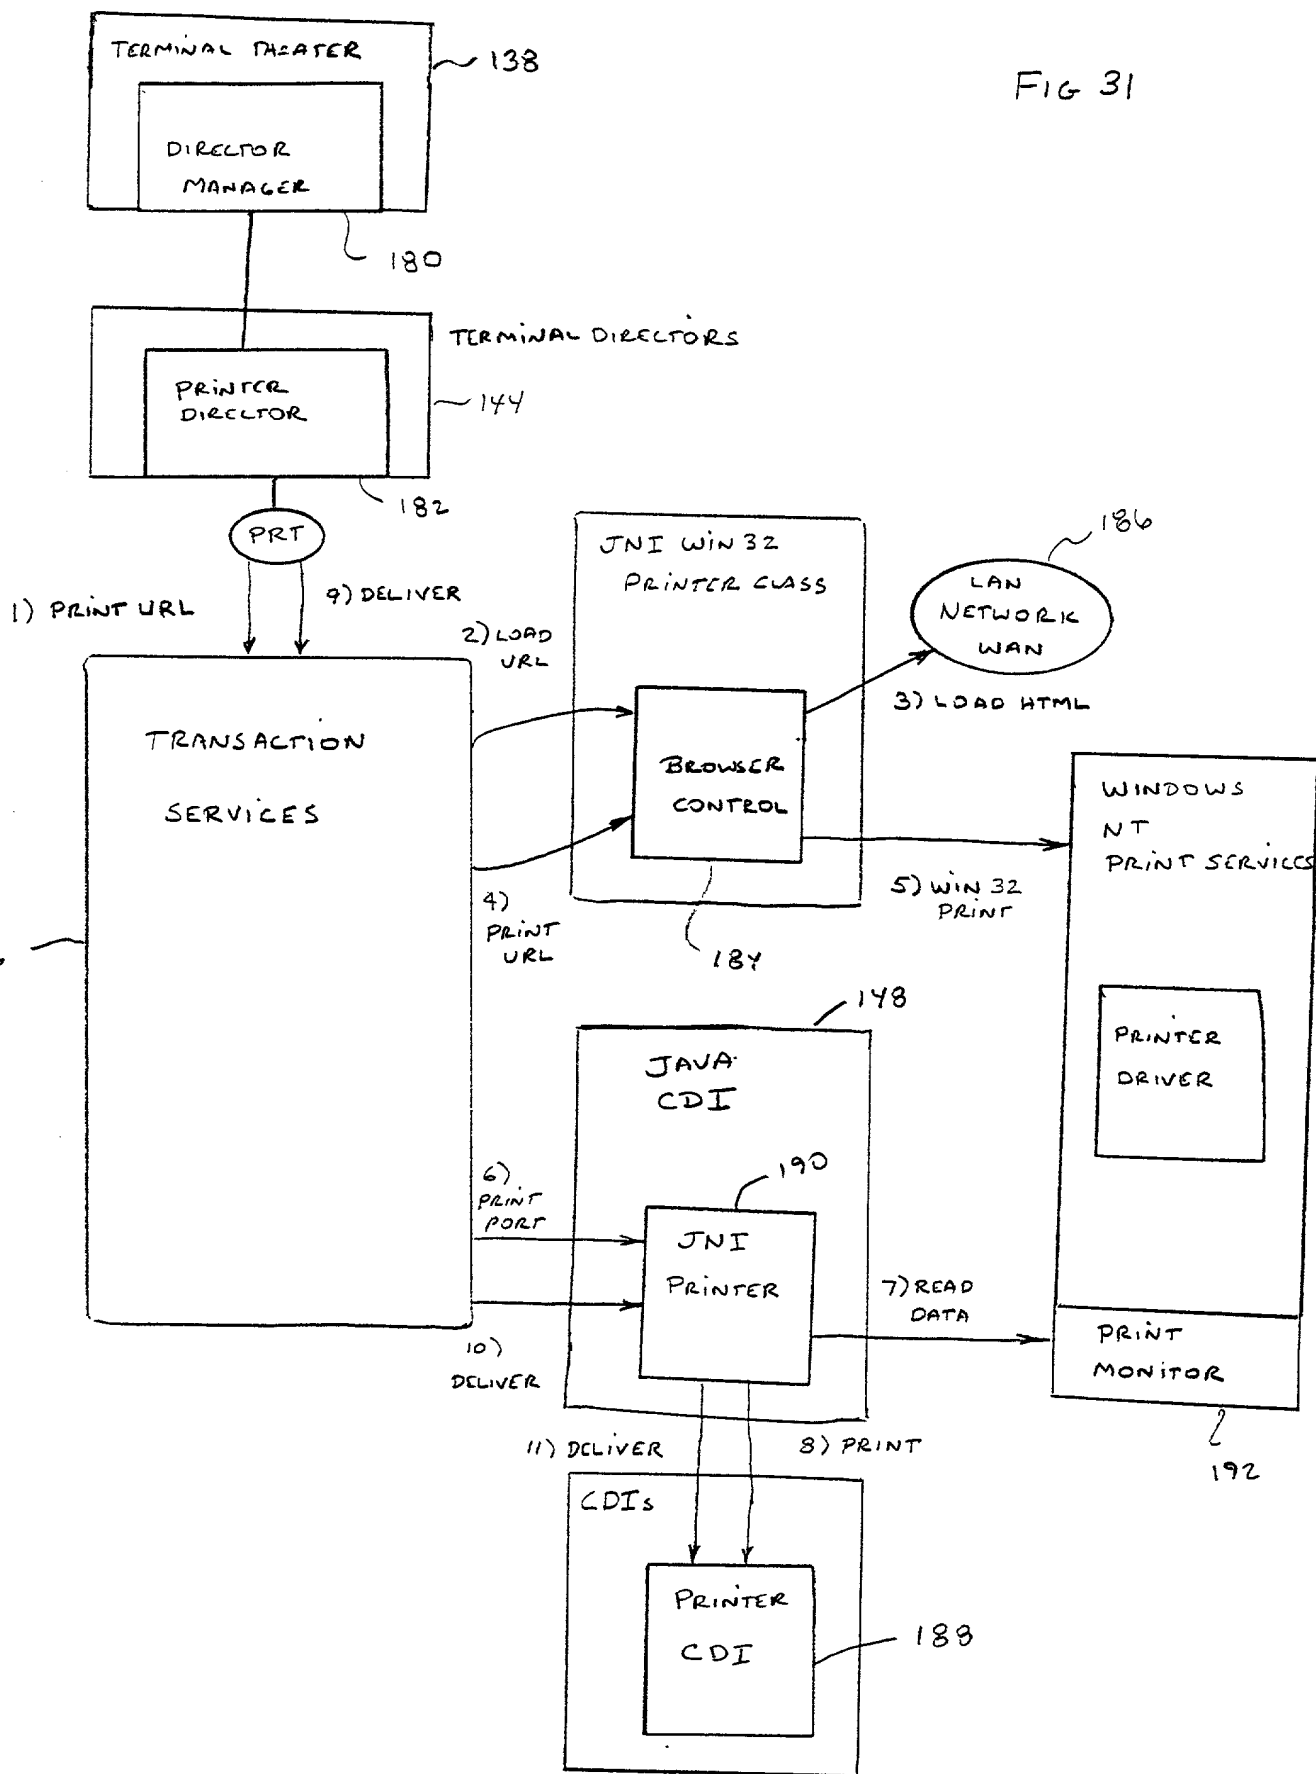 FIG 31
TERMINAL THEATER
138
DIRECTOR
MANAGER
180
TERMINAL DIRECTORS
PRINTER
DIRECTOR
144
182
PRT
1) PRINT URL
9) DELIVER
TRANSACTION
SERVICES
2) LOAD
URL
4)
PRINT
URL
JNI WIN 32
PRINTER CLASS
BROWSER
CONTROL
184
186
LAN
NETWORK
WAN
3) LOAD HTML
5) WIN 32
PRINT
WINDOWS
NT
PRINT SERVICES
PRINTER
DRIVER
148
JAVA
CDI
6)
PRINT
PORT
190
JNI
PRINTER
7) READ
DATA
10)
DELIVER
PRINT
MONITOR
192
11) DELIVER
8) PRINT
CDIs
PRINTER
CDI
188